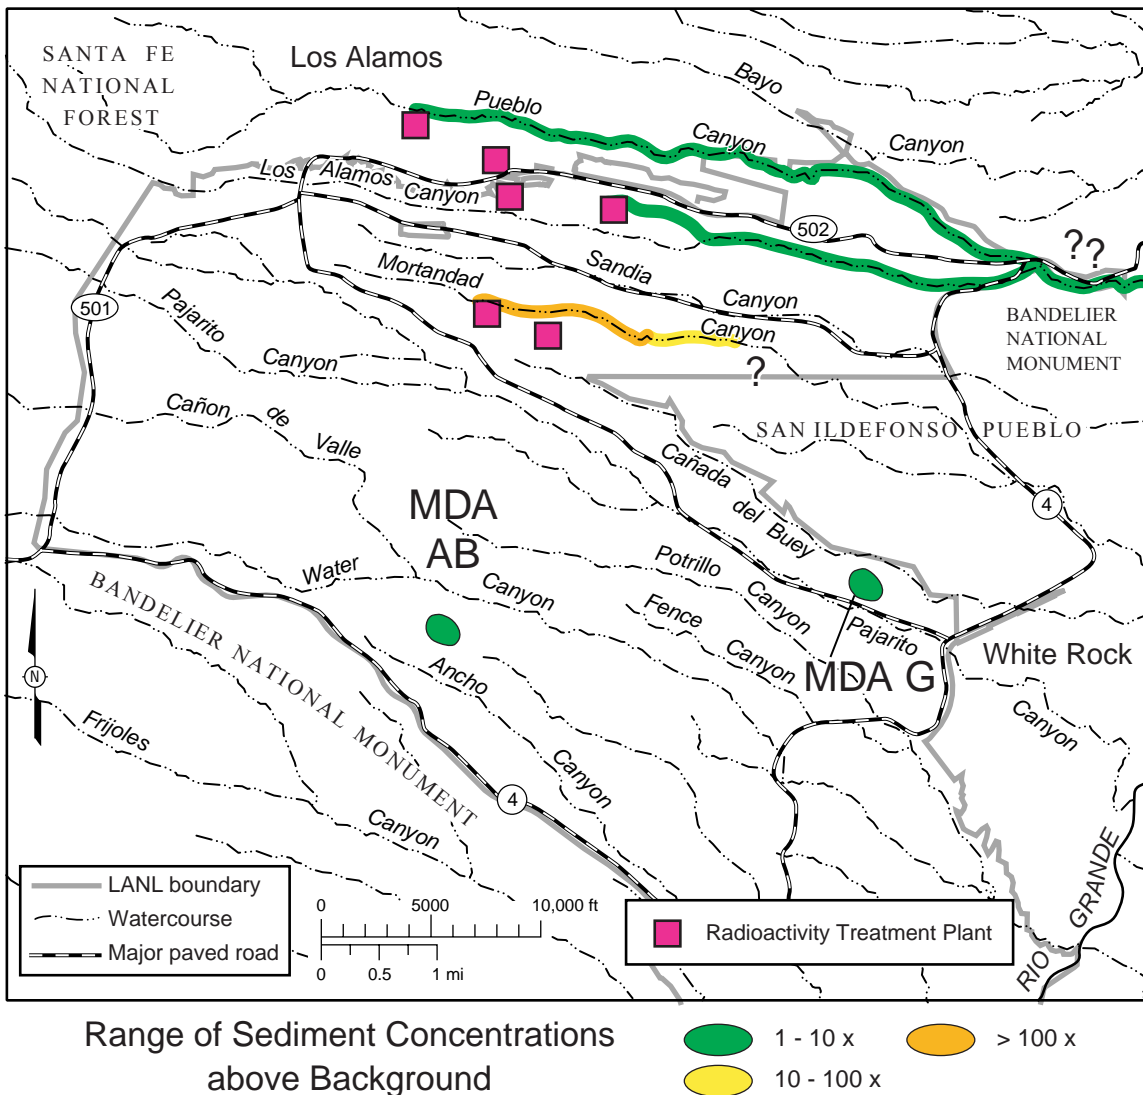 SANTA FE
NATIONAL
FOREST
Los Alamos
Bayo
Canyon
Pueblo
Canyon
Los Alamos Canyon
502
??
Sandia
Canyon
Mortandad
Canyon
?
501
Pajarito
Canyon
BANDELIER
NATIONAL
MONUMENT
Cañon de Valle
SAN ILDEFONSO PUEBLO
Cañada del Buey
4
MDA
AB
Water
Canyon
Potrillo
Canyon
Fence
Canyon
Pajarito
MDA G
White Rock
Canyon
BANDELIER NATIONAL MONUMENT
Ancho
Canyon
N
Frijoles
Canyon
4
RIO GRANDE
LANL boundary
Watercourse
Major paved road
0 5000 10,000 ft
0 0.5 1 mi
Radioactivity Treatment Plant
Range of Sediment Concentrations
above Background
1 - 10 x
> 100 x
10 - 100 x